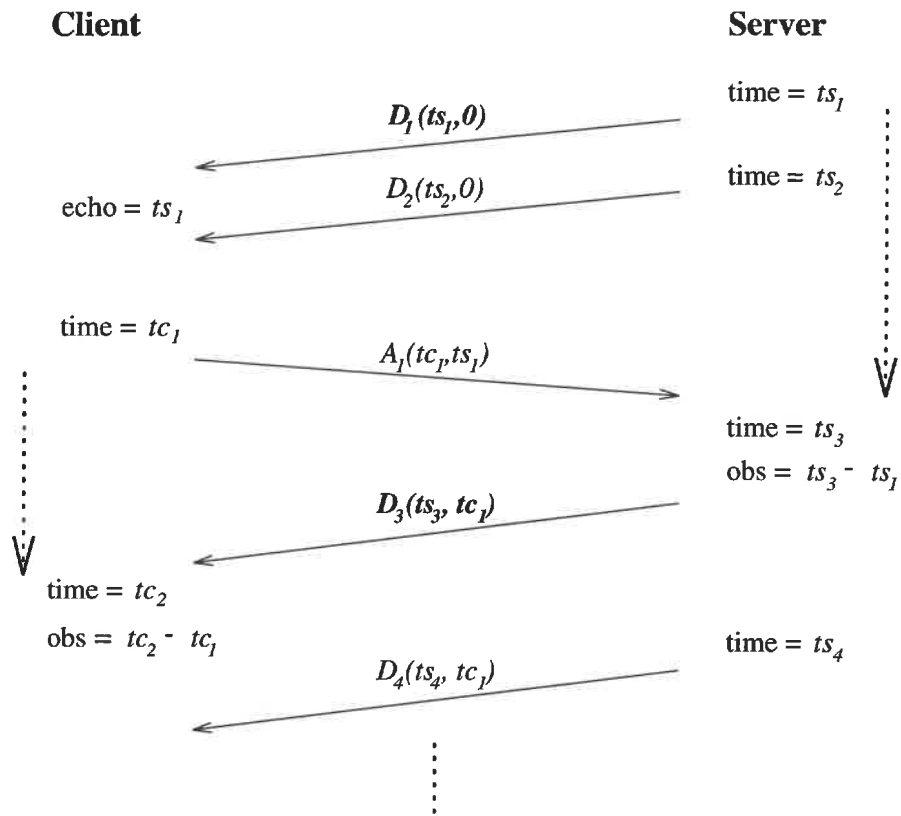 Client
Server
time = ts₁
D₁(ts₁,0)
time = ts₂
D₂(ts₂,0)
echo = ts₁
time = tc₁
A₁(tc₁,ts₁)
time = ts₃
obs = ts₃ - ts₁
D₃(ts₃, tc₁)
time = tc₂
obs = tc₂ - tc₁
time = ts₄
D₄(ts₄, tc₁)